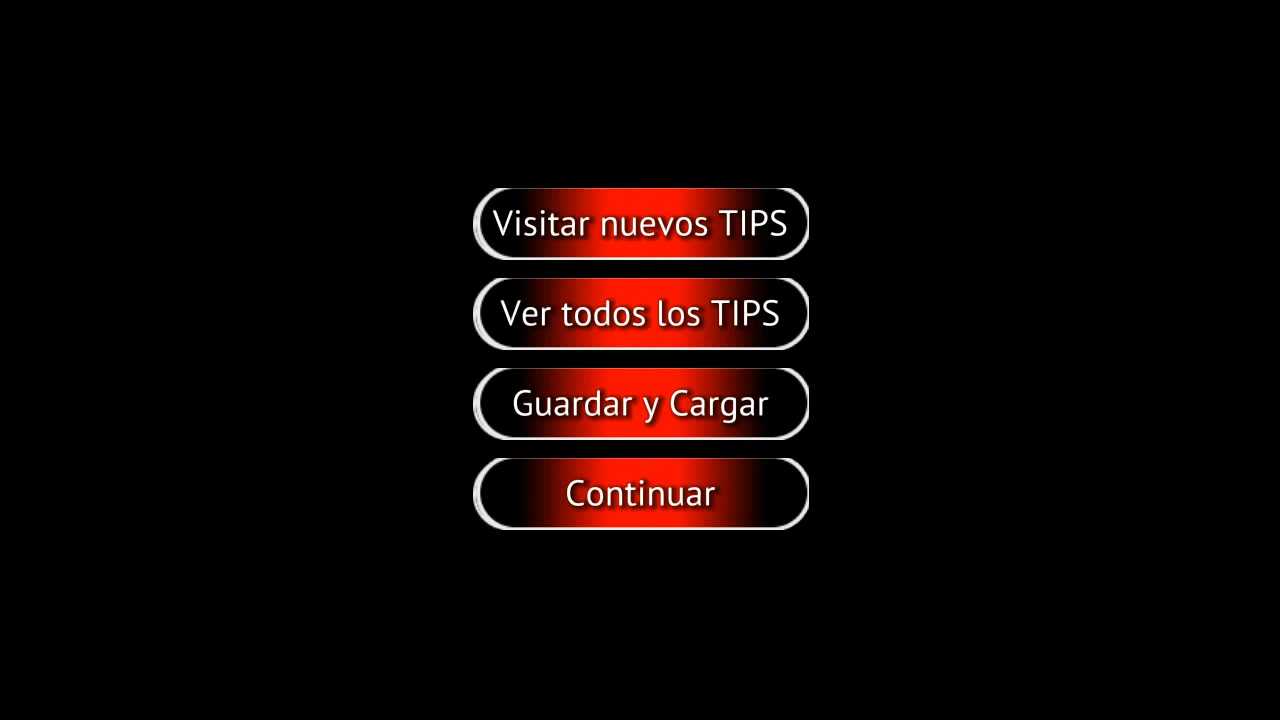 Visitar nuevos TIPS
Ver todos los TIPS
Guardar y Cargar
Continuar